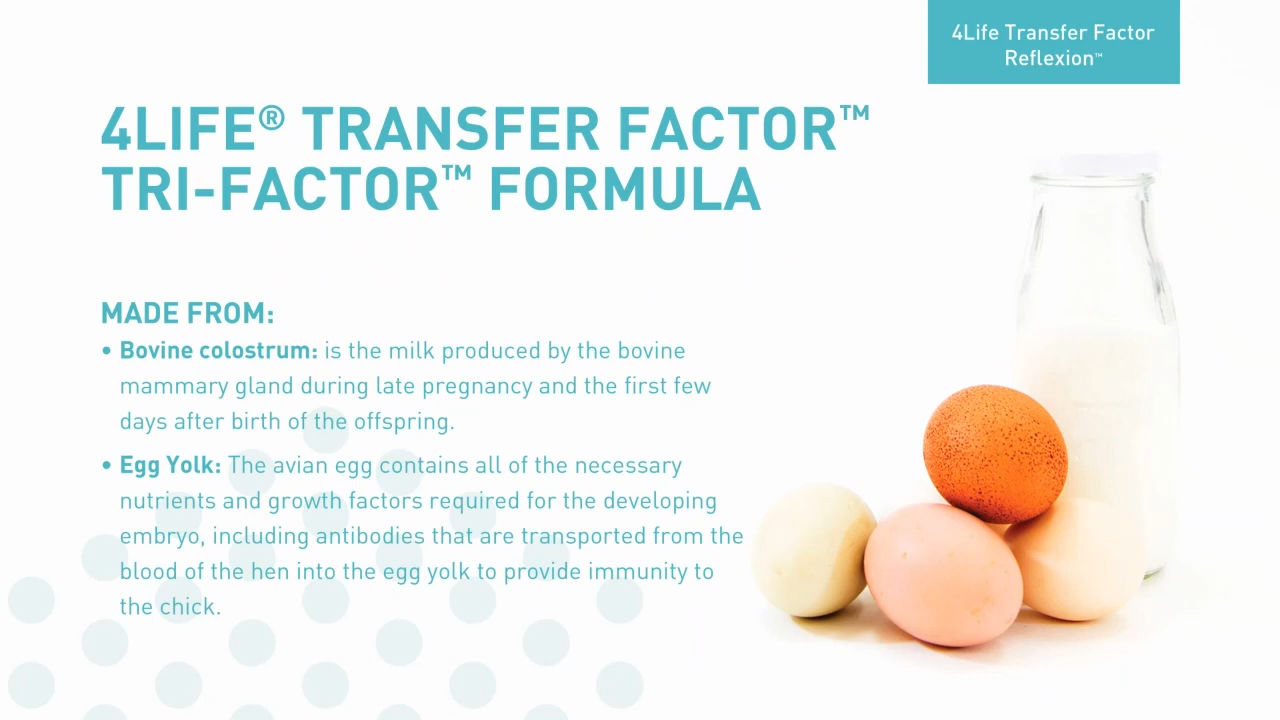 4Life Transfer Factor
Reflexion™
4LIFE® TRANSFER FACTOR™
TRI-FACTOR™ FORMULA
MADE FROM:
• Bovine colostrum: is the milk produced by the bovine
mammary gland during late pregnancy and the first few
days after birth of the offspring.
• Egg Yolk: The avian egg contains all of the necessary
nutrients and growth factors required for the developing
embryo, including antibodies that are transported from the
blood of the hen into the egg yolk to provide immunity to
the chick.